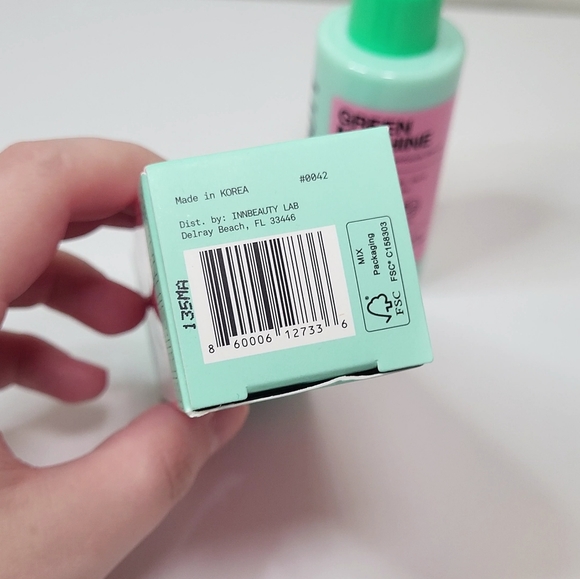 GREEN
Made in KOREA #0042
Dist. by: INNBEAUTY LAB
Delray Beach, FL 33446
135MA
8 60006 12733 6
MIX
Packaging
FSC® C158303
FSC